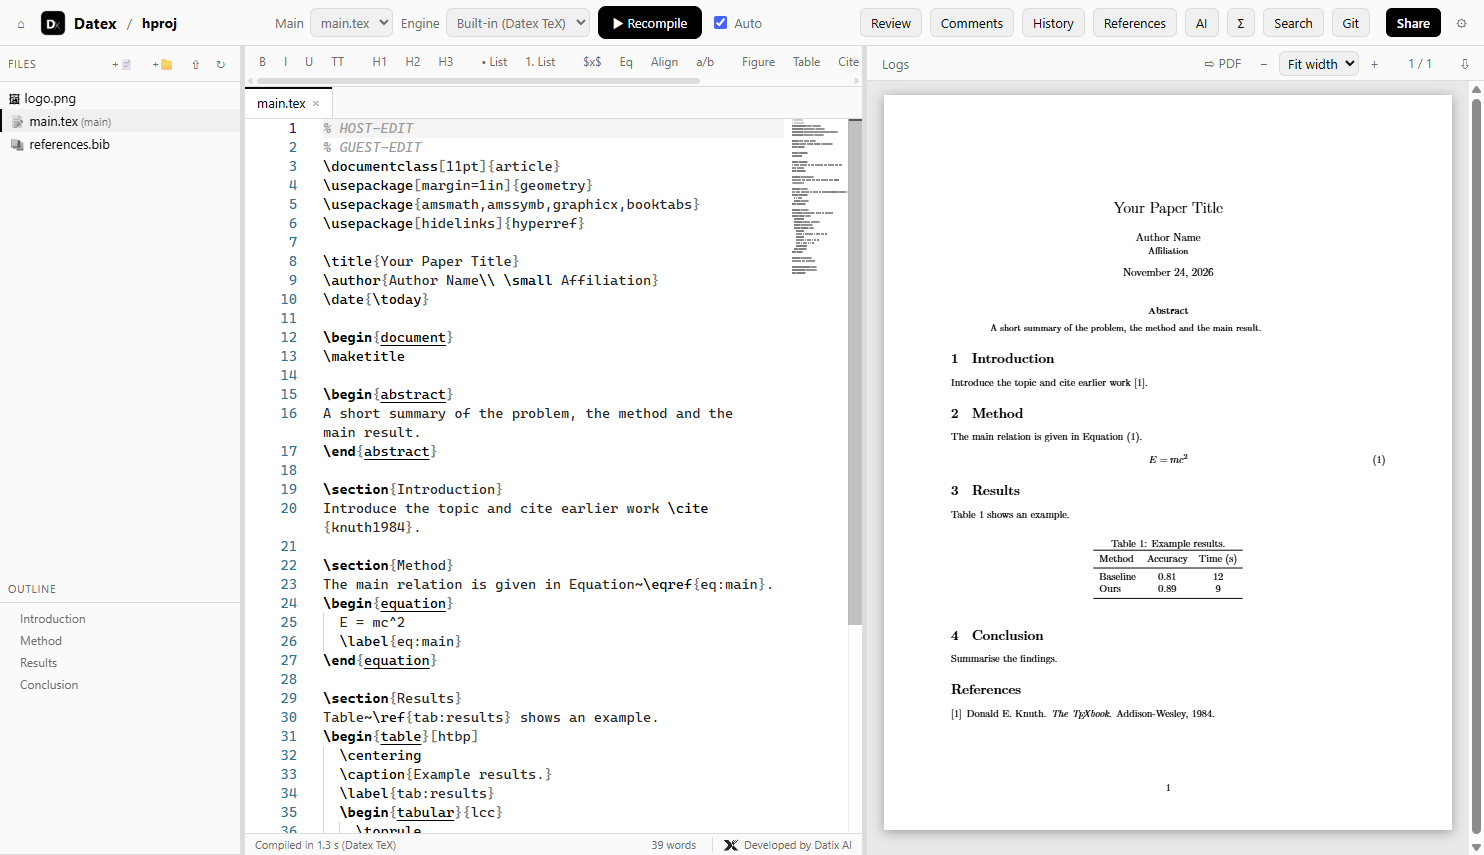 Datex / hproj
Main main.tex Engine Built-in (Datex TeX) Recompile Auto Review Comments History References AI Σ Search Git Share
FILES
logo.png
main.tex (main)
references.bib
OUTLINE
Introduction
Method
Results
Conclusion
B I U TT H1 H2 H3 • List 1. List $x$ Eq Align a/b Figure Table Cite
main.tex ×
1 % HOST-EDIT
2 % GUEST-EDIT
3 \documentclass[11pt]{article}
4 \usepackage[margin=1in]{geometry}
5 \usepackage{amsmath,amssymb,graphicx,booktabs}
6 \usepackage[hidelinks]{hyperref}
7
8 \title{Your Paper Title}
9 \author{Author Name\\ \small Affiliation}
10 \date{\today}
11
12 \begin{document}
13 \maketitle
14
15 \begin{abstract}
16 A short summary of the problem, the method and the
main result.
17 \end{abstract}
18
19 \section{Introduction}
20 Introduce the topic and cite earlier work \cite
{knuth1984}.
21
22 \section{Method}
23 The main relation is given in Equation~\eqref{eq:main}.
24 \begin{equation}
25 E = mc^2
26 \label{eq:main}
27 \end{equation}
28
29 \section{Results}
30 Table~\ref{tab:results} shows an example.
31 \begin{table}[htbp]
32 \centering
33 \caption{Example results.}
34 \label{tab:results}
35 \begin{tabular}{lcc}
36 \toprule
Compiled in 1.3 s (Datex TeX) 39 words Developed by Datix AI
Logs ⇨ PDF − Fit width + 1 / 1
Your Paper Title
Author Name
Affiliation
November 24, 2026
Abstract
A short summary of the problem, the method and the main result.
1 Introduction
Introduce the topic and cite earlier work [1].
2 Method
The main relation is given in Equation (1).
E = mc² (1)
3 Results
Table 1 shows an example.
Table 1: Example results.
Method Accuracy Time (s)
Baseline 0.81 12
Ours 0.89 9
4 Conclusion
Summarise the findings.
References
[1] Donald E. Knuth. The TEXbook. Addison-Wesley, 1984.
1